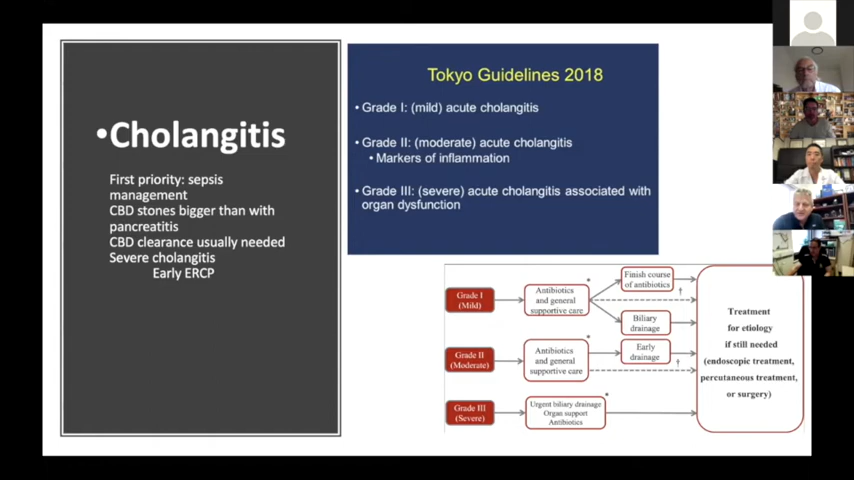 •Cholangitis
First priority: sepsis
management
CBD stones bigger than with
pancreatitis
CBD clearance usually needed
Severe cholangitis
Early ERCP
Tokyo Guidelines 2018
• Grade I: (mild) acute cholangitis
• Grade II: (moderate) acute cholangitis
• Markers of inflammation
• Grade III: (severe) acute cholangitis associated with
organ dysfunction
Grade I
(Mild)
Antibiotics
and general
supportive care
*
Finish course
of antibiotics
†
Biliary
drainage
Grade II
(Moderate)
Antibiotics
and general
supportive care
*
Early
drainage
†
Grade III
(Severe)
Urgent biliary drainage
Organ support
Antibiotics
*
Treatment
for etiology
if still needed
(endoscopic treatment,
percutaneous treatment,
or surgery)